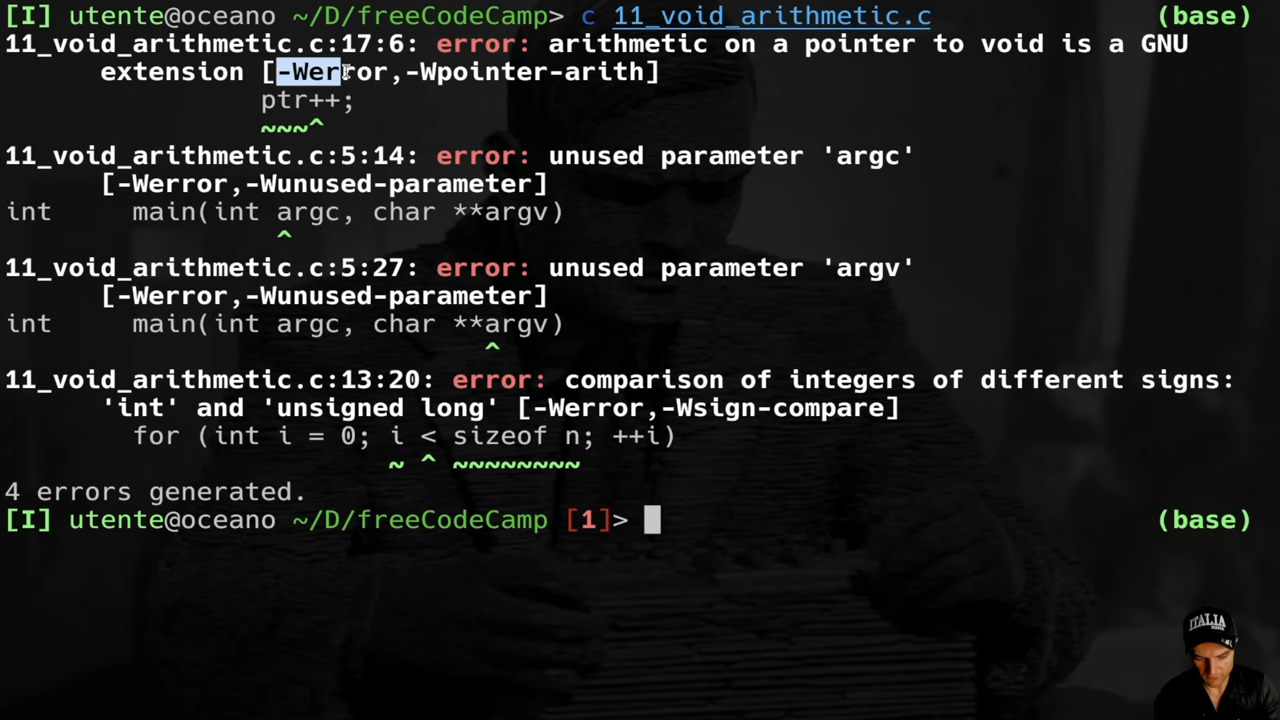 [I] utente@oceano ~/D/freeCodeCamp> c 11_void_arithmetic.c (base)
11_void_arithmetic.c:17:6: error: arithmetic on a pointer to void is a GNU
extension [-Werror,-Wpointer-arith]
ptr++;
~~~^
11_void_arithmetic.c:5:14: error: unused parameter 'argc'
[-Werror,-Wunused-parameter]
int main(int argc, char **argv)
^
11_void_arithmetic.c:5:27: error: unused parameter 'argv'
[-Werror,-Wunused-parameter]
int main(int argc, char **argv)
^
11_void_arithmetic.c:13:20: error: comparison of integers of different signs:
'int' and 'unsigned long' [-Werror,-Wsign-compare]
for (int i = 0; i < sizeof n; ++i)
~ ^ ~~~~~~~~
4 errors generated.
[I] utente@oceano ~/D/freeCodeCamp [1]> (base)
ITALIA